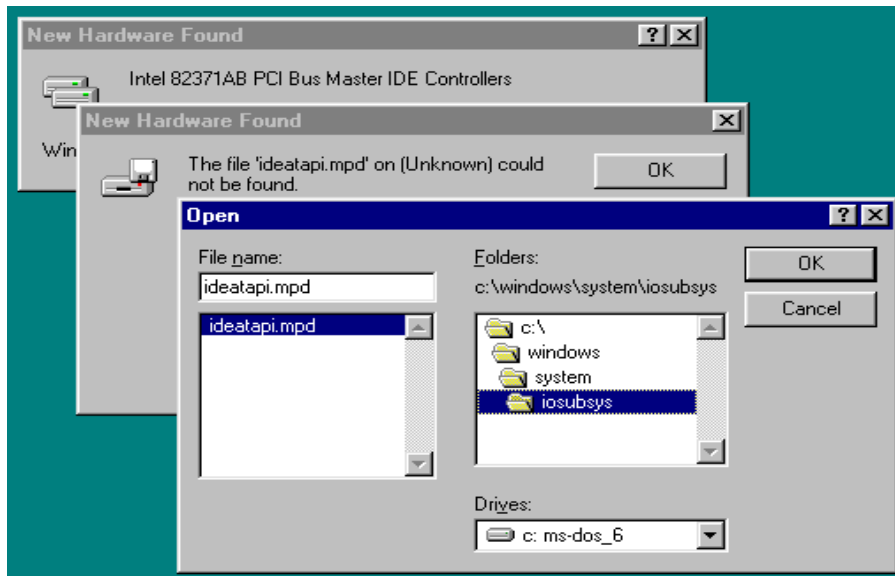 New Hardware Found
Intel 82371AB PCI Bus Master IDE Controllers
Win
New Hardware Found
The file 'ideatapi.mpd' on (Unknown) could
not be found.
OK
Open
File name:
ideatapi.mpd
ideatapi.mpd
Folders:
c:\windows\system\iosubsys
c:\
windows
system
iosubsys
Drives:
c: ms-dos_6
OK
Cancel